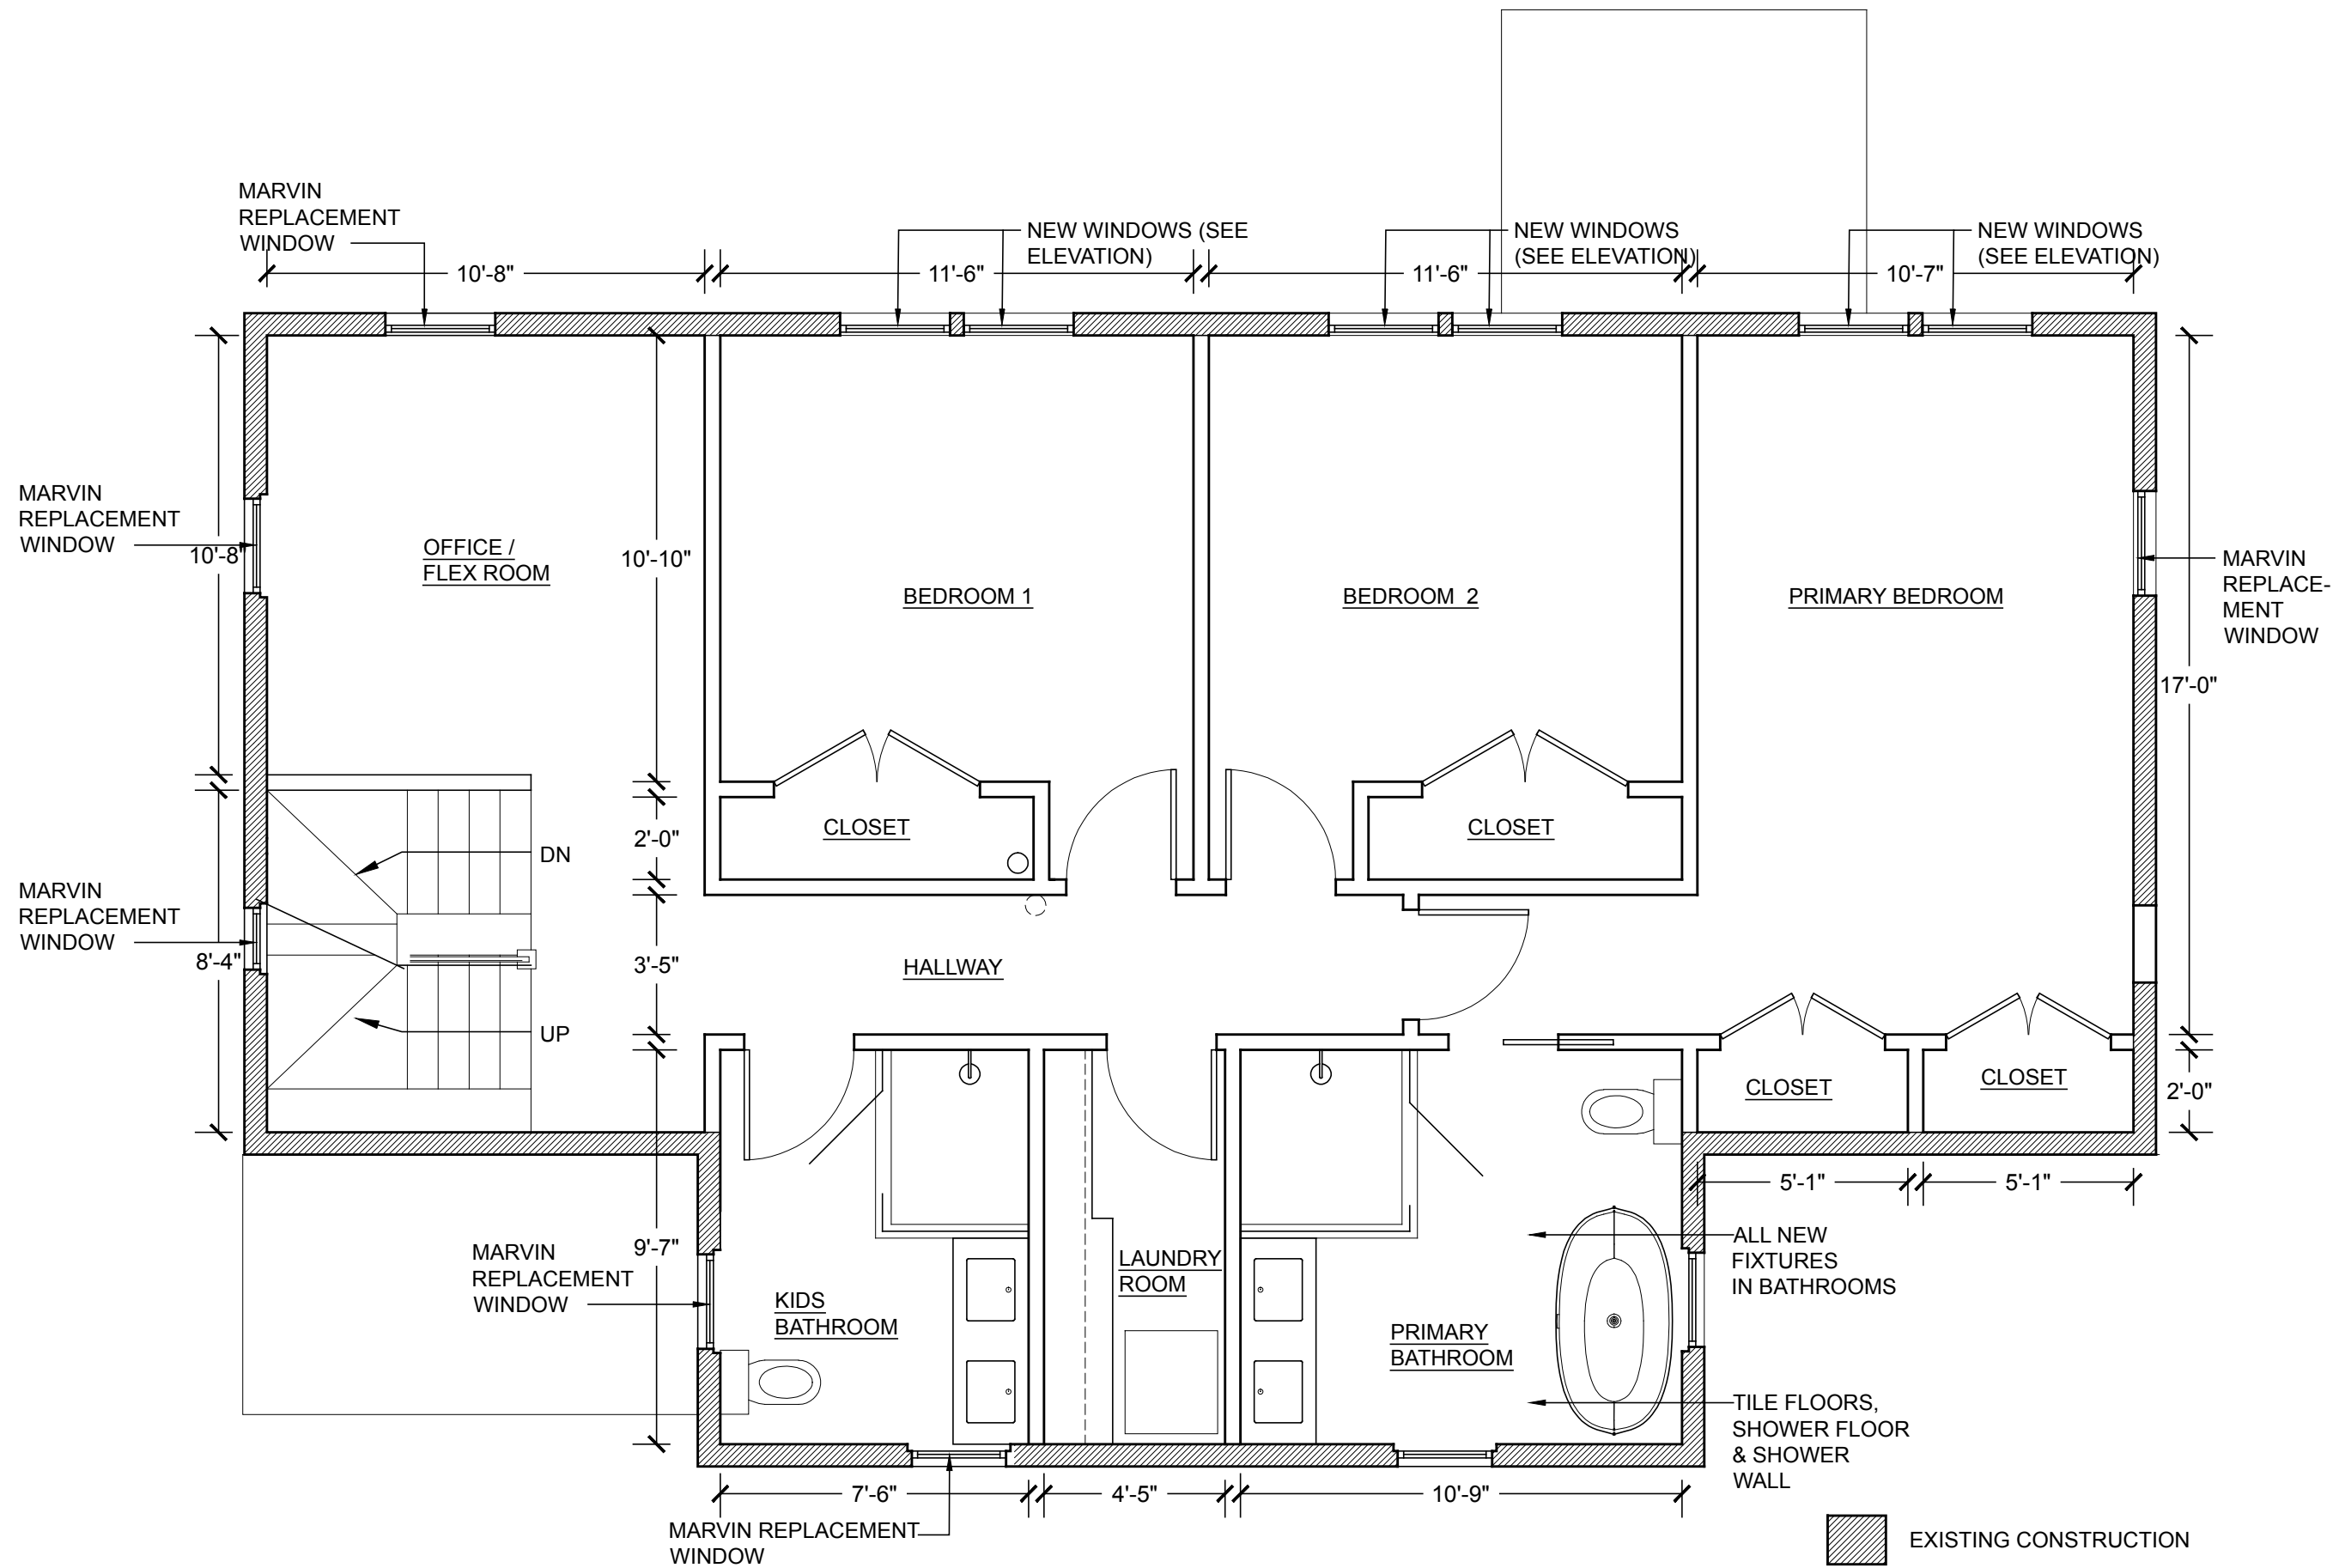 MARVIN
REPLACEMENT
WINDOW
NEW WINDOWS (SEE
ELEVATION)
NEW WINDOWS
(SEE ELEVATION)
NEW WINDOWS
(SEE ELEVATION)
10'-8"
11'-6"
11'-6"
10'-7"
MARVIN
REPLACEMENT
WINDOW
10'-8"
OFFICE /
FLEX ROOM
10'-10"
BEDROOM 1
BEDROOM  2
PRIMARY BEDROOM
MARVIN
REPLACE-
MENT
WINDOW
17'-0"
CLOSET
CLOSET
2'-0"
DN
MARVIN
REPLACEMENT
WINDOW
8'-4"
3'-5"
HALLWAY
UP
CLOSET
CLOSET
2'-0"
5'-1"
5'-1"
9'-7"
MARVIN
REPLACEMENT
WINDOW
KIDS
BATHROOM
LAUNDRY
ROOM
PRIMARY
BATHROOM
ALL NEW
FIXTURES
IN BATHROOMS
TILE FLOORS,
SHOWER FLOOR
& SHOWER
WALL
7'-6"
4'-5"
10'-9"
MARVIN REPLACEMENT
WINDOW
EXISTING CONSTRUCTION